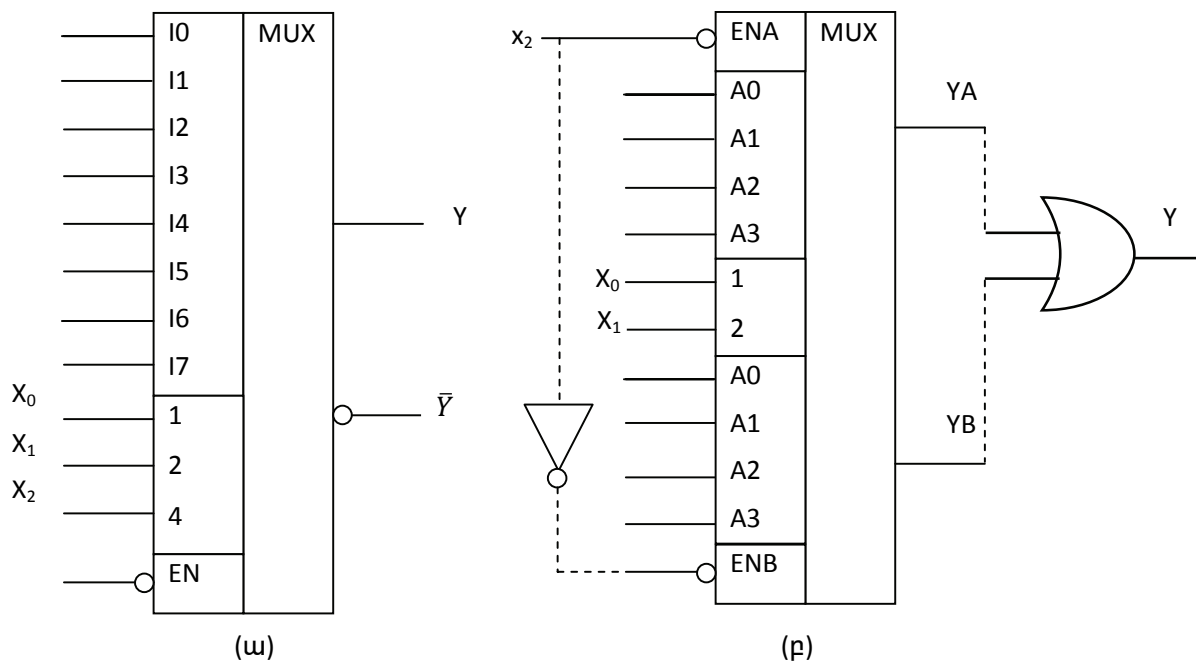 I0
I1
I2
I3
I4
I5
I6
I7
MUX
X₀
X₁
X₂
1
2
4
EN
Y
Ȳ
(ա)
x₂
ENA
MUX
A0
A1
A2
A3
X₀
X₁
1
2
A0
A1
A2
A3
ENB
YA
YB
Y
(բ)